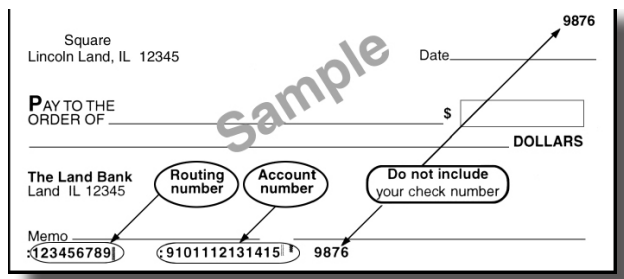 9876
Square
Lincoln Land, IL 12345
Date
Sample
PAY TO THE
ORDER OF
$
DOLLARS
The Land Bank
Land IL 12345
Routing
number
Account
number
Do not include
your check number
Memo
:123456789
:9101112131415
9876